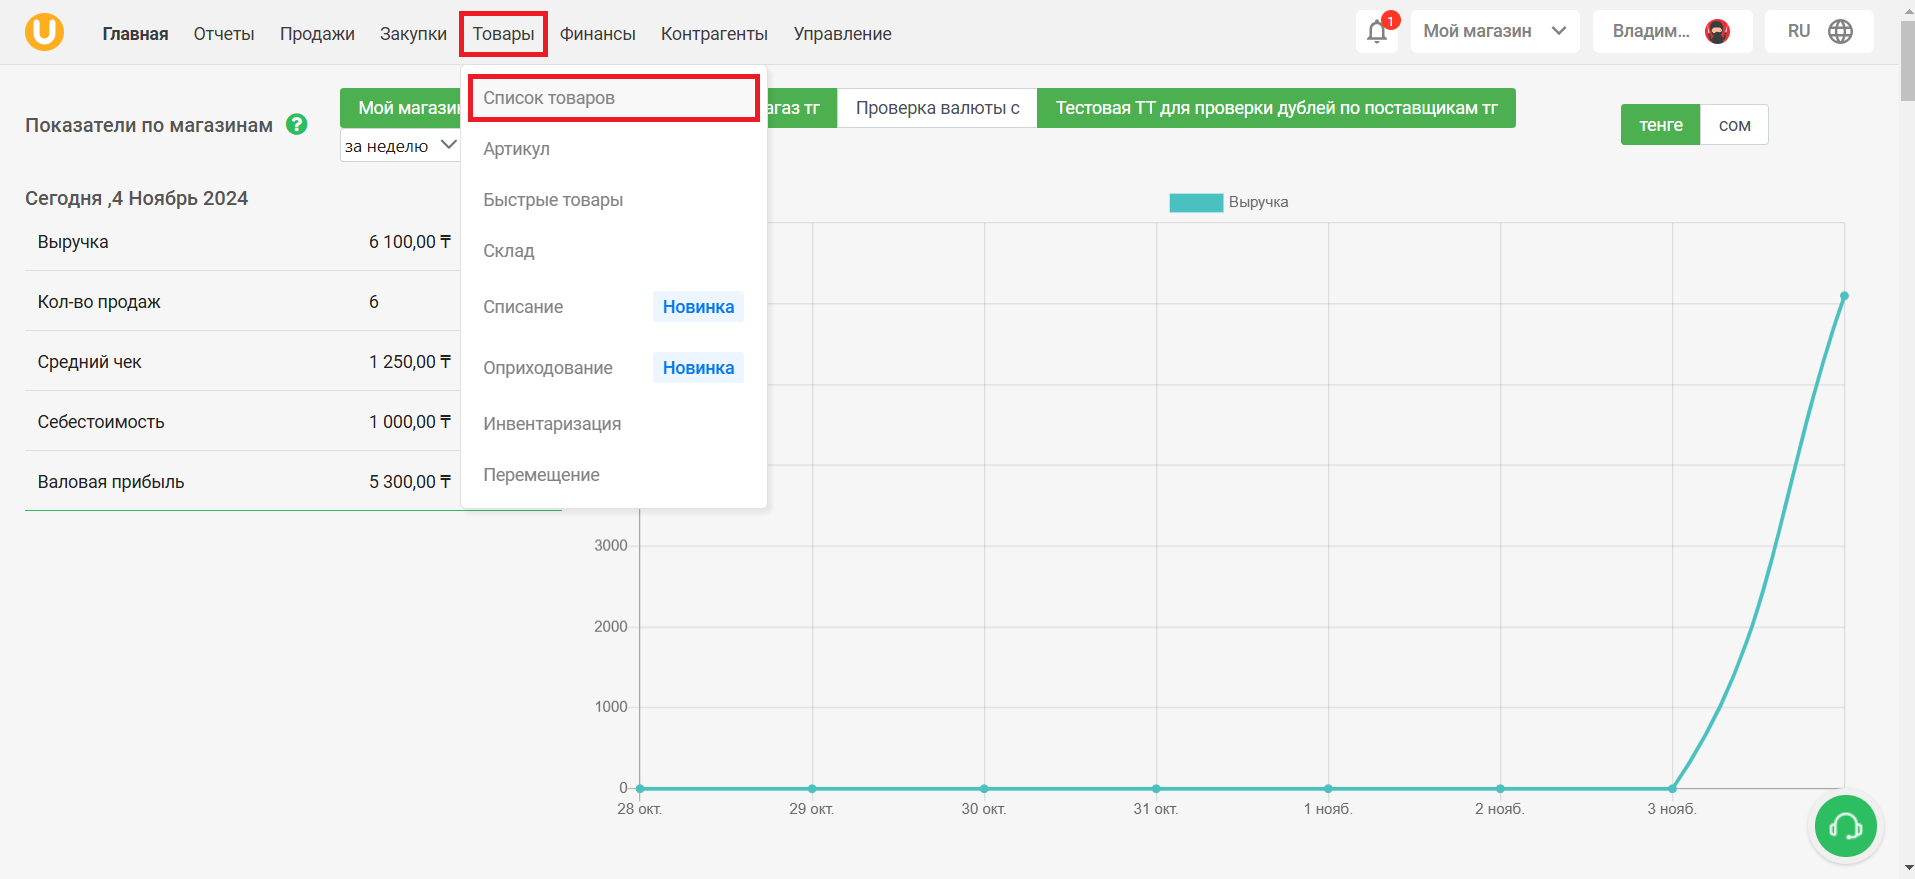 Главная Отчеты Продажи Закупки Товары Финансы Контрагенты Управление 1 Мой магазин Владим... RU
Показатели по магазинам ?
Мой магазин
агаз тг Проверка валюты с Тестовая ТТ для проверки дублей по поставщикам тг
тенге сом
за неделю
Список товаров
Артикул
Быстрые товары
Склад
Списание Новинка
Оприходование Новинка
Инвентаризация
Перемещение
Сегодня ,4 Ноябрь 2024
Выручка 6 100,00 ₸
Кол-во продаж 6
Средний чек 1 250,00 ₸
Себестоимость 1 000,00 ₸
Валовая прибыль 5 300,00 ₸
Выручка
3000
2000
1000
0
28 окт. 29 окт. 30 окт. 31 окт. 1 нояб. 2 нояб. 3 нояб.